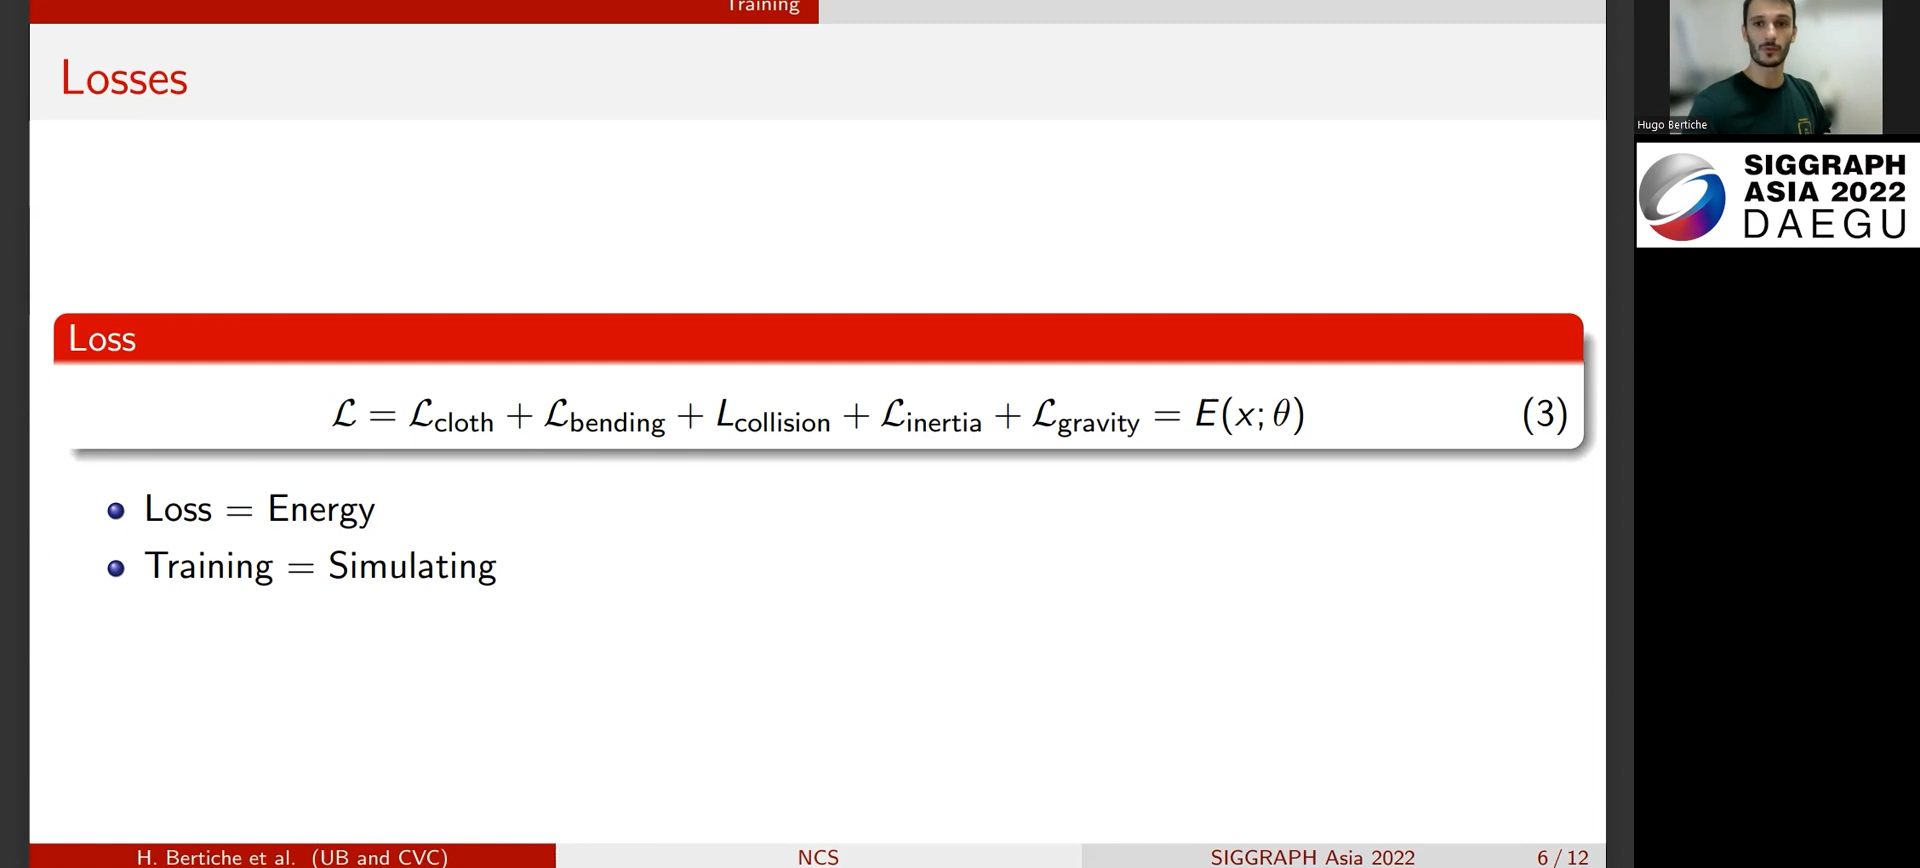 Training
Losses
Loss
ℒ = ℒcloth + ℒbending + Lcollision + ℒinertia + ℒgravity = E(x; θ) (3)
Loss = Energy
Training = Simulating
H. Bertiche et al. (UB and CVC) NCS SIGGRAPH Asia 2022 6 / 12
Hugo Bertiche
SIGGRAPH
ASIA 2022
DAEGU